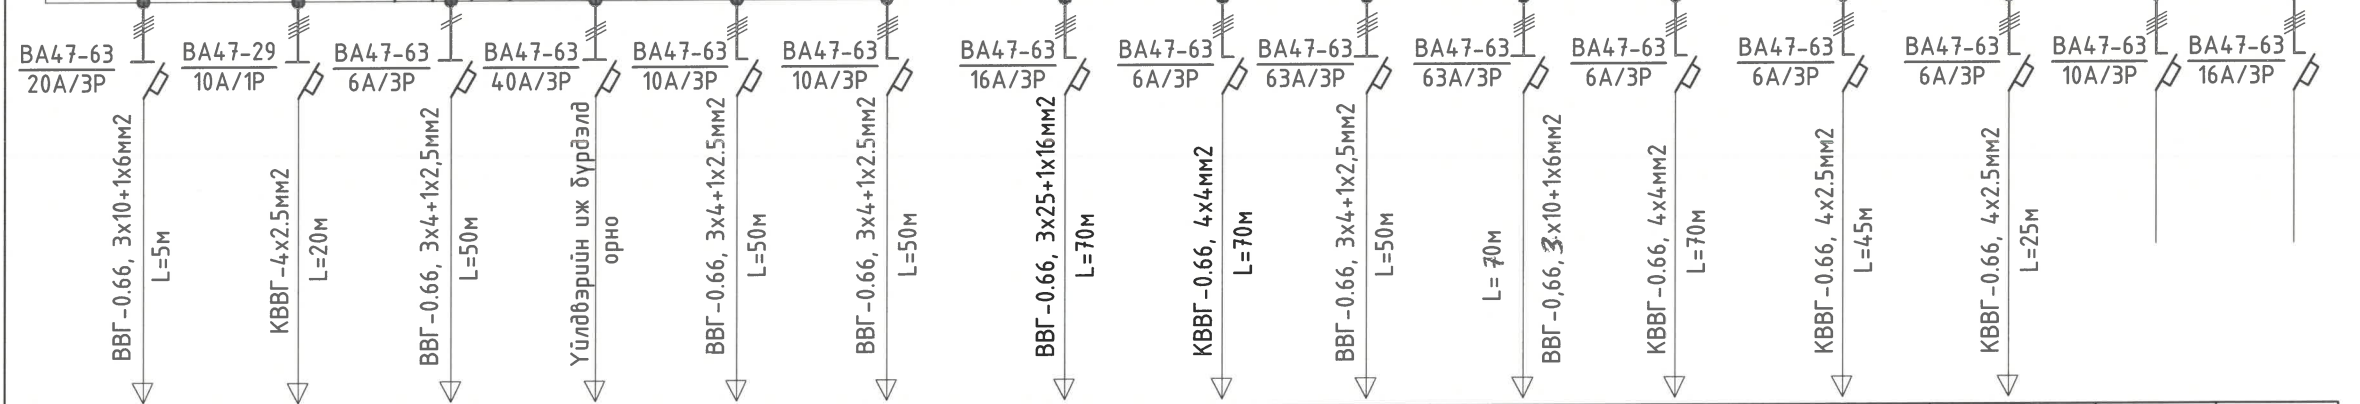 ВА47-63
20А/3Р
ВВГ-0.66, 3х10+1х6мм2
L=5м
ВА47-29
10А/1Р
КВВГ-4х2.5мм2
L=20м
ВА47-63
6А/3Р
ВВГ-0.66, 3х4+1х2,5мм2
L=50м
ВА47-63
40А/3Р
Үйлдвэрийн иж бүрдэлд
орно
ВА47-63
10А/3Р
ВВГ-0.66, 3х4+1х2.5мм2
L=50м
ВА47-63
10А/3Р
ВВГ-0.66, 3х4+1х2.5мм2
L=50м
ВА47-63
16А/3Р
ВВГ-0.66, 3х25+1х16мм2
L=70м
ВА47-63
6А/3Р
КВВГ-0.66, 4х4мм2
L=70м
ВА47-63
63А/3Р
ВВГ-0.66, 3х4+1х2,5мм2
L=50м
ВА47-63
63А/3Р
L= 70м
ВВГ-0,66, 3х10+1х6мм2
ВА47-63
6А/3Р
КВВГ-0.66, 4х4мм2
L=70м
ВА47-63
6А/3Р
КВВГ-0.66, 4х2.5мм2
L=45м
ВА47-63
6А/3Р
КВВГ-0.66, 4х2.5мм2
L=25м
ВА47-63
10А/3Р
ВА47-63
16А/3Р